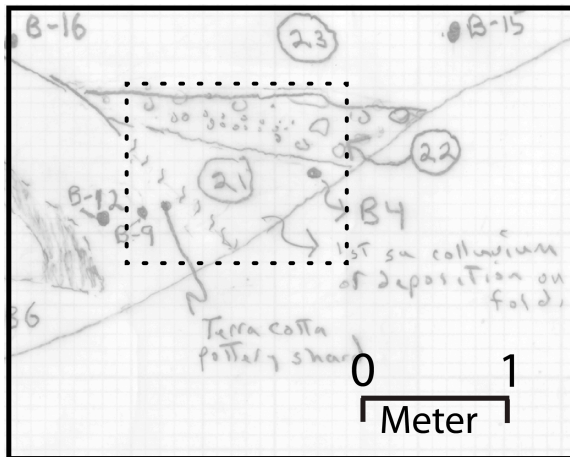 B-16
23
B-15
22
21
B-12
B-9
B4
1st su colluvium
of deposition on
fold.
36
Terra cotta
pottery shard
0 1
Meter